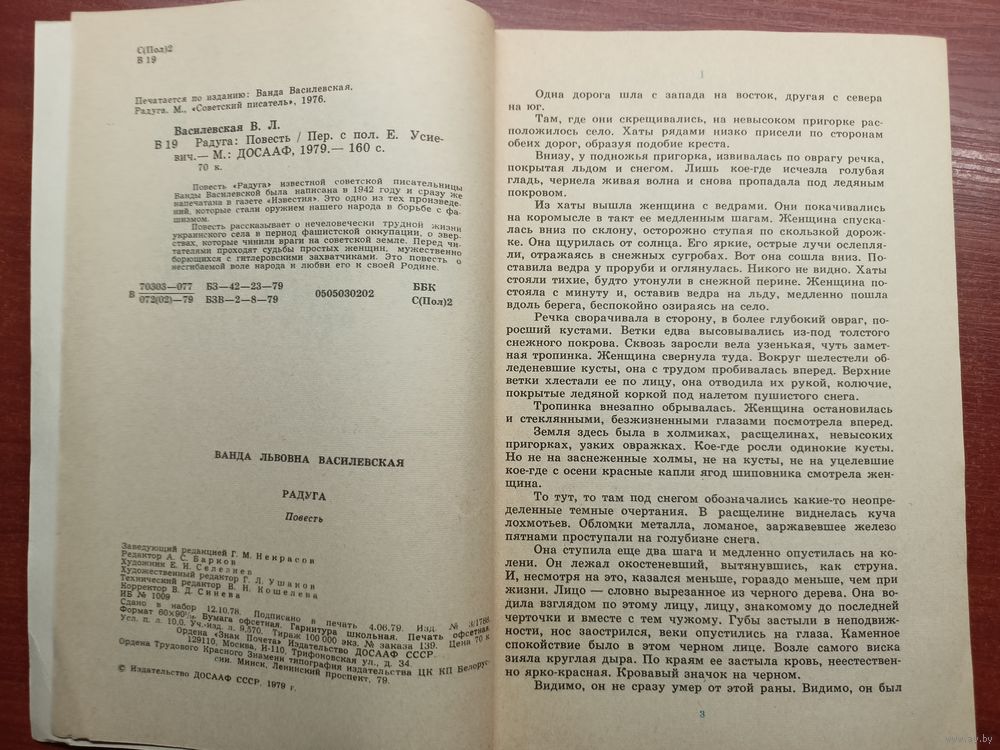 С(Пол)2
В 19
Печатается по изданию: Ванда Василевская.
Радуга. М., «Советский писатель», 1976.
Василевская В. Л.
В 19 Радуга: Повесть / Пер. с пол. Е. Усие-
вич.— М.: ДОСААФ, 1979.— 160 с.
70 к.
Повесть «Радуга» известной советской писательницы
Ванды Василевской была написана в 1942 году и сразу же
напечатана в газете «Известия». Это одно из тех произведе-
ний, которые стали оружием нашего народа в борьбе с фа-
шизмом.
Повесть рассказывает о нечеловечески трудной жизни
украинского села в период фашистской оккупации, о звер-
ствах, которые чинили враги на советской земле. Перед чи-
тателями проходят судьбы простых женщин, мужественно
борющихся с гитлеровскими захватчиками. Это повесть о
несгибаемой воле народа и любви его к своей Родине.
В 70303—077 БЗ—42—23—79 0505030202 ББК
072(02)—79 БЗВ—2—8—79 С(Пол)2
ВАНДА ЛЬВОВНА ВАСИЛЕВСКАЯ
РАДУГА
Повесть
Заведующий редакцией Г. М. Некрасов
Редактор А. С. Барков
Художник Е. И. Селезнев
Художественный редактор Г. Л. Ушаков
Технический редактор В. Н. Кошелева
Корректор В. Д. Синева
ИБ № 1009
Сдано в набор 12.10.78. Подписано в печать 4.06.79. Изд. № 3/1766.
Формат 60×90 Бумага офсетная. Гарнитура школьная. Печать офсетная.
Усл. п. л. 10,0. Уч.-изд. л. 9,570. Тираж 100 000 экз. № заказа 139. Цена 70 к.
Ордена «Знак Почета» Издательство ДОСААФ СССР.
129110, Москва, И-110, Трифоновская ул., д. 34.
Ордена Трудового Красного Знамени типография издательства ЦК КП Белорус-
сии. Минск, Ленинский проспект, 79.
© Издательство ДОСААФ СССР, 1979 г.
1
Одна дорога шла с запада на восток, другая с севера
на юг.
Там, где они скрещивались, на невысоком пригорке рас-
положилось село. Хаты рядами низко присели по сторонам
обеих дорог, образуя подобие креста.
Внизу, у подножья пригорка, извивалась по оврагу речка,
покрытая льдом и снегом. Лишь кое-где исчезла голубая
гладь, чернела живая волна и снова пропадала под ледяным
покровом.
Из хаты вышла женщина с ведрами. Они покачивались
на коромысле в такт ее медленным шагам. Женщина спуска-
лась вниз по склону, осторожно ступая по скользкой дорож-
ке. Она щурилась от солнца. Его яркие, острые лучи ослепля-
ли, отражаясь в снежных сугробах. Вот она сошла вниз. По-
ставила ведра у проруби и оглянулась. Никого не видно. Хаты
стояли тихие, будто утонули в снежной перине. Женщина по-
стояла с минуту и, оставив ведра на льду, медленно пошла
вдоль берега, беспокойно озираясь на село.
Речка сворачивала в сторону, в более глубокий овраг, по-
росший кустами. Ветки едва высовывались из-под толстого
снежного покрова. Сквозь заросли вела узенькая, чуть замет-
ная тропинка. Женщина свернула туда. Вокруг шелестели об-
леденевшие кусты, она с трудом пробивалась вперед. Верхние
ветки хлестали ее по лицу, она отводила их рукой, колючие,
покрытые ледяной коркой под налетом пушистого снега.
Тропинка внезапно обрывалась. Женщина остановилась
и стеклянными, безжизненными глазами посмотрела вперед.
Земля здесь была в холмиках, расщелинах, невысоких
пригорках, узких овражках. Кое-где росли одинокие кусты.
Но не на заснеженные холмы, не на кусты, не на уцелевшие
кое-где с осени красные капли ягод шиповника смотрела жен-
щина.
То тут, то там под снегом обозначались какие-то неопре-
деленные темные очертания. В расщелине виднелась куча
лохмотьев. Обломки металла, ломаное, заржавевшее железо
пятнами проступали на голубизне снега.
Она ступила еще два шага и медленно опустилась на ко-
лени. Он лежал окостеневший, вытянувшись, как струна.
И, несмотря на это, казался меньше, гораздо меньше, чем при
жизни. Лицо — словно вырезанное из черного дерева. Она во-
дила взглядом по этому лицу, лицу, знакомому до последней
черточки и вместе с тем чужому. Губы застыли в неподвиж-
ности, нос заострился, веки опустились на глаза. Каменное
спокойствие было в этом черном лице. Возле самого виска
зияла круглая дыра. По краям ее застыла кровь, неестествен-
но ярко-красная. Кровавый значок на черном.
Видимо, он не сразу умер от этой раны. Видимо, он был
3